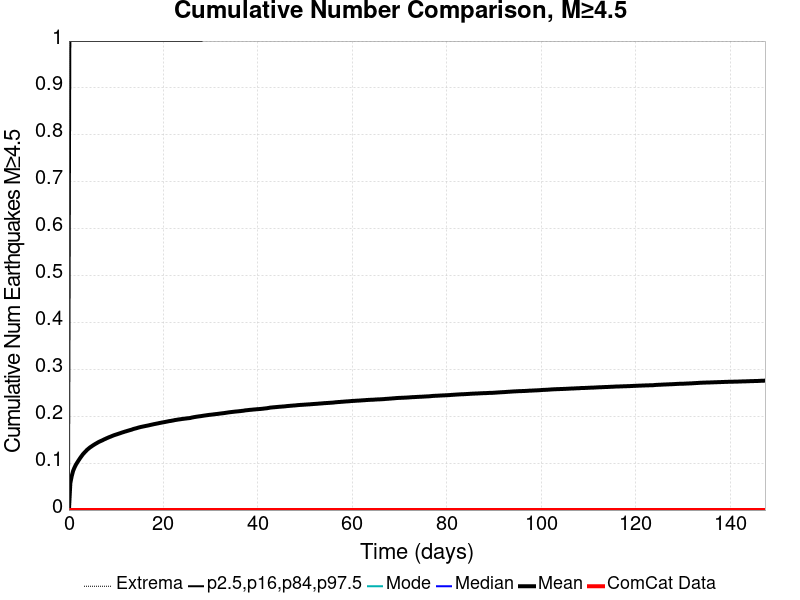 Cumulative Number Comparison, M≥4.5
Cumulative Num Earthquakes M≥4.5
1
0.9
0.8
0.7
0.6
0.5
0.4
0.3
0.2
0.1
0
0 20 40 60 80 100 120 140
Time (days)
Extrema p2.5,p16,p84,p97.5 Mode Median Mean ComCat Data